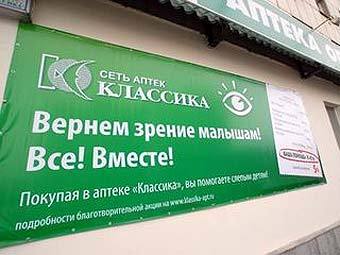 АПТЕКА
СЕТЬ АПТЕК
КЛАССИКА
Вернем зрение малышам!
Все! Вместе!
Покупая в аптеке «Классика», вы помогаете слепым детям!
подробности благотворительной акции на www.klassika-apt.ru